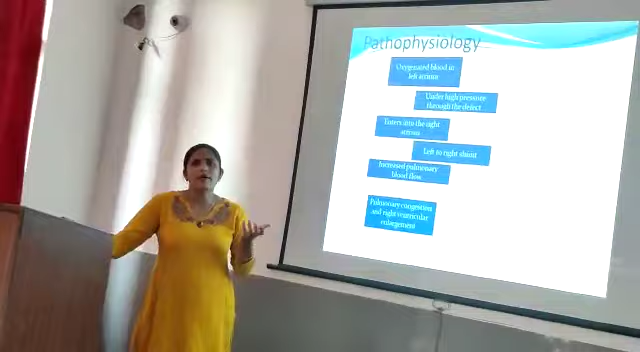 Pathophysiology
Oxygenated blood in
left atrium
Under high pressure
through the defect
Enters into the right
atrium
Left to right shunt
Increased pulmonary
blood flow
Pulmonary congestion
and right ventricular
enlargement